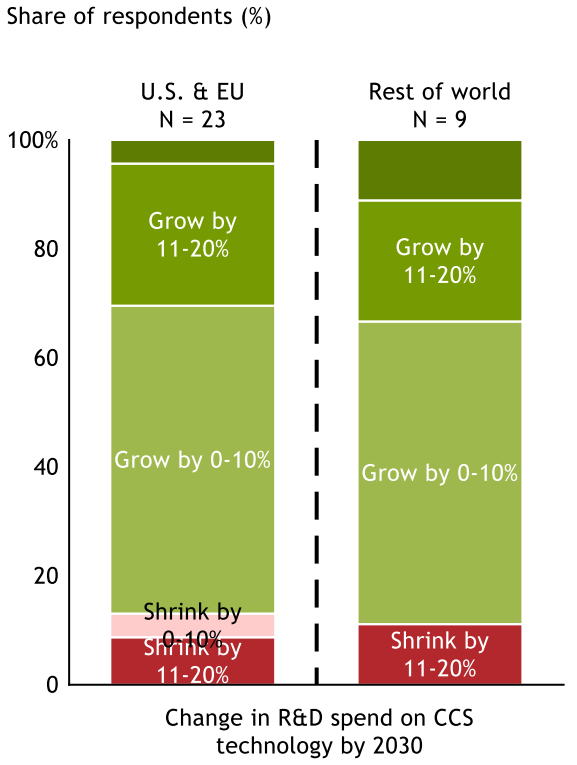 Share of respondents (%)
U.S. & EU
N = 23
Rest of world
N = 9
100%
80
60
40
20
0
Grow by
11-20%
Grow by 0-10%
Shrink by
0-10%
Shrink by
11-20%
Grow by
11-20%
Grow by 0-10%
Shrink by
11-20%
Change in R&D spend on CCS
technology by 2030